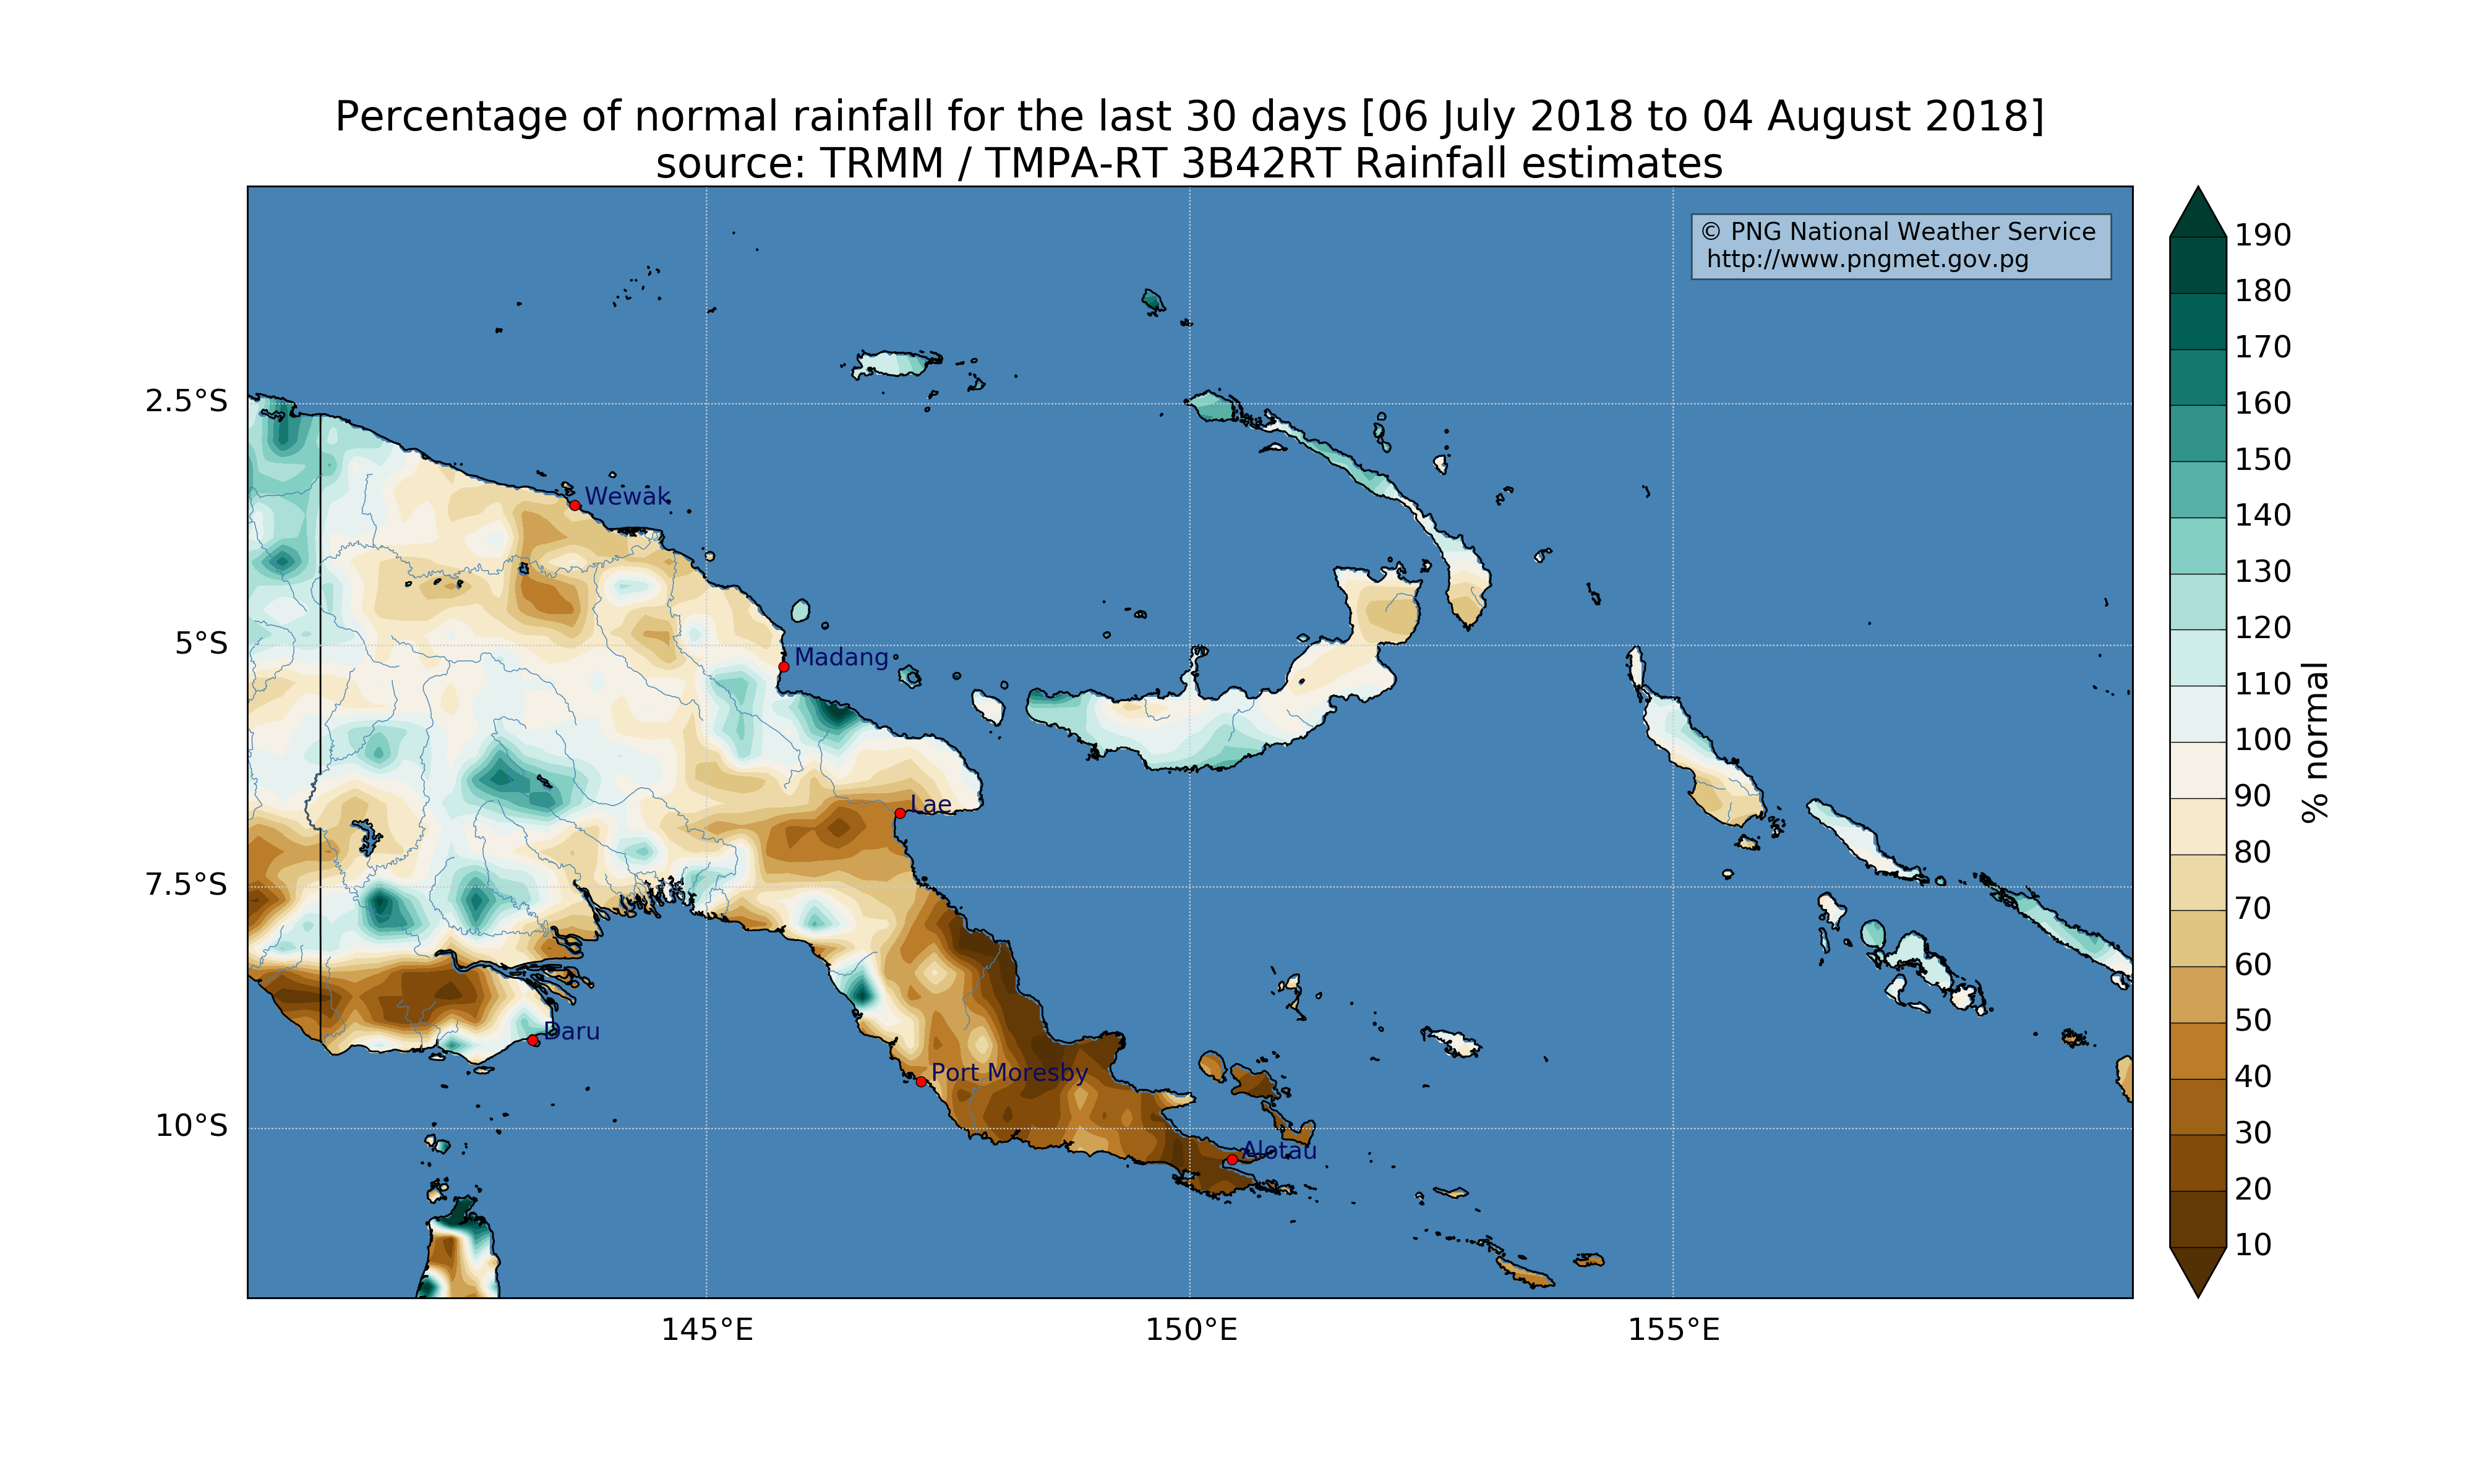 Percentage of normal rainfall for the last 30 days [06 July 2018 to 04 August 2018]
source: TRMM / TMPA-RT 3B42RT Rainfall estimates
© PNG National Weather Service
http://www.pngmet.gov.pg
190
180
170
160
150
140
130
120
110
100
90
80
70
60
50
40
30
20
10
% normal
2.5°S
5°S
7.5°S
10°S
Wewak
Madang
Lae
Daru
Port Moresby
Alotau
145°E
150°E
155°E